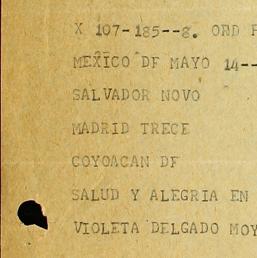 X 107-185--8. ORD
MEXICO DF MAYO 14--
SALVADOR NOVO
MADRID TRECE
COYOACAN DF
SALUD Y ALEGRIA EN
VIOLETA DELGADO MOY